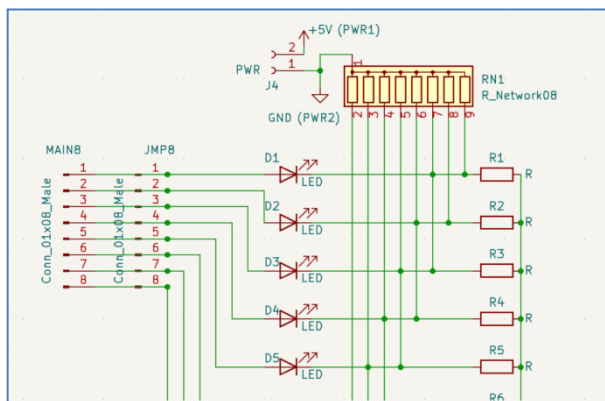 +5V (PWR1)
2
1
PWR
J4
GND (PWR2)
1
RN1
R_Network08
2 3 4 5 6 7 8 9
MAIN8
JMP8
Conn_01x08_Male
1
2
3
4
5
6
7
8
Conn_01x08_Male
1
2
3
4
5
6
7
8
D1
LED
R1
R
D2
LED
R2
R
D3
LED
R3
R
D4
LED
R4
R
D5
LED
R5
R
R6